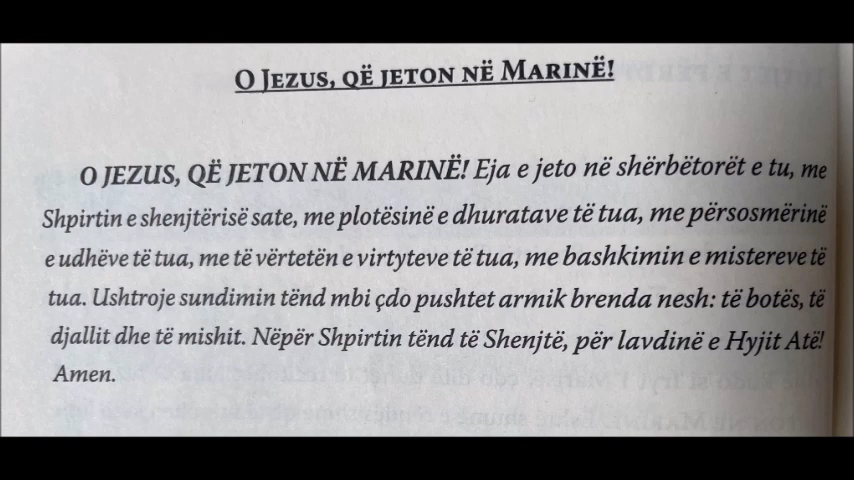 O JEZUS, QË JETON NË MARINË!
O JEZUS, QË JETON NË MARINË! Eja e jeto në shërbëtorët e tu, me
Shpirtin e shenjtërisë sate, me plotësinë e dhuratave të tua, me përsosmërinë
e udhëve të tua, me të vërtetën e virtyteve të tua, me bashkimin e mistereve të
tua. Ushtroje sundimin tënd mbi çdo pushtet armik brenda nesh: të botës, të
djallit dhe të mishit. Nëpër Shpirtin tënd të Shenjtë, për lavdinë e Hyjit Atë!
Amen.